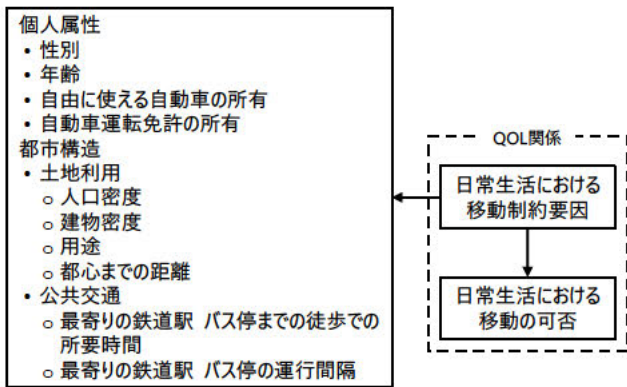 個人属性
• 性別
• 年齢
• 自由に使える自動車の所有
• 自動車運転免許の所有
都市構造
• 土地利用
○ 人口密度
○ 建物密度
○ 用途
○ 都心までの距離
• 公共交通
○ 最寄りの鉄道駅 バス停までの徒歩での
所要時間
○ 最寄りの鉄道駅 バス停の運行間隔
QOL関係
日常生活における
移動制約要因
日常生活における
移動の可否